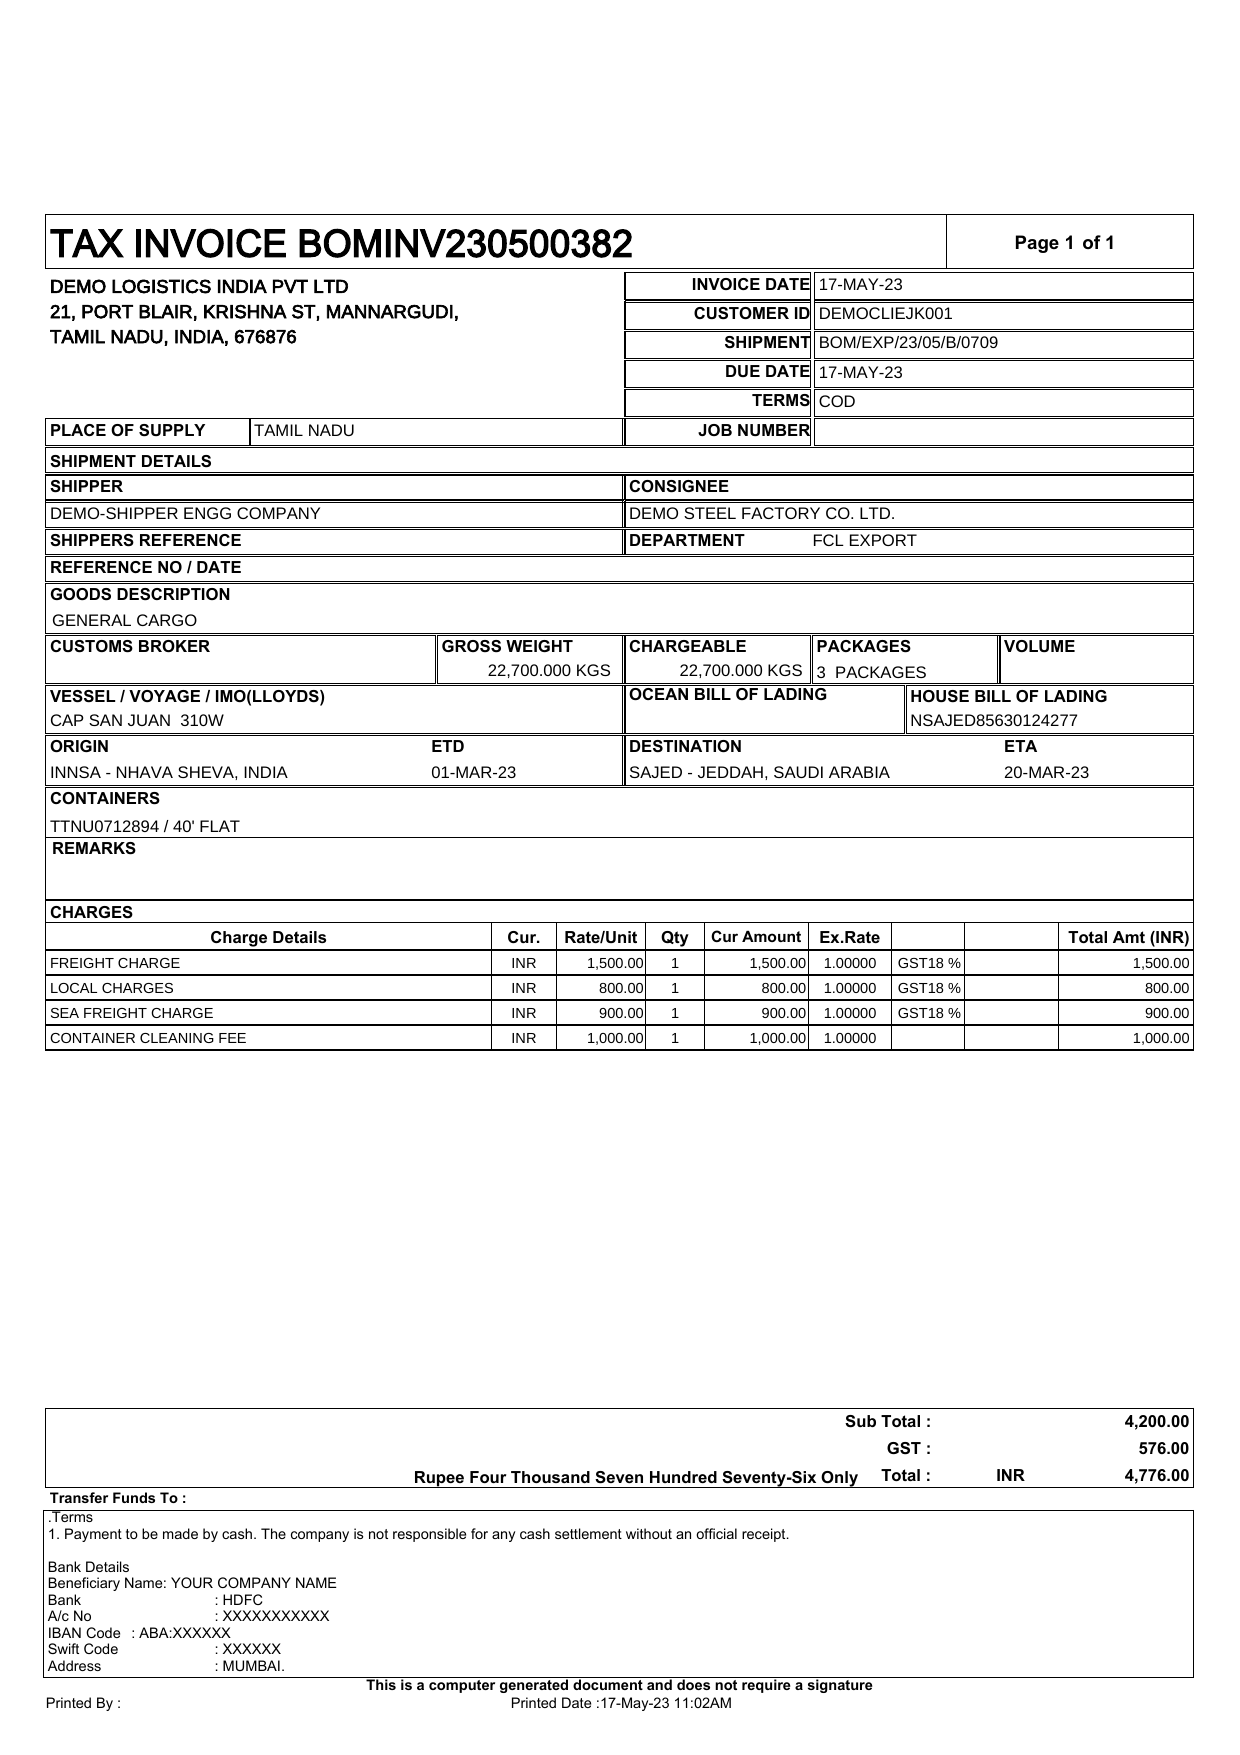 TAX INVOICE BOMINV230500382 Page 1 of 1
DEMO LOGISTICS INDIA PVT LTD
21, PORT BLAIR, KRISHNA ST, MANNARGUDI,
TAMIL NADU, INDIA, 676876
INVOICE DATE 17-MAY-23
CUSTOMER ID DEMOCLIEJK001
SHIPMENT BOM/EXP/23/05/B/0709
DUE DATE 17-MAY-23
TERMS COD
PLACE OF SUPPLY TAMIL NADU JOB NUMBER
SHIPMENT DETAILS
SHIPPER CONSIGNEE
DEMO-SHIPPER ENGG COMPANY DEMO STEEL FACTORY CO. LTD.
SHIPPERS REFERENCE DEPARTMENT FCL EXPORT
REFERENCE NO / DATE
GOODS DESCRIPTION
GENERAL CARGO
CUSTOMS BROKER GROSS WEIGHT CHARGEABLE PACKAGES VOLUME
22,700.000 KGS 22,700.000 KGS 3 PACKAGES
VESSEL / VOYAGE / IMO(LLOYDS) OCEAN BILL OF LADING HOUSE BILL OF LADING
CAP SAN JUAN 310W NSAJED85630124277
ORIGIN ETD DESTINATION ETA
INNSA - NHAVA SHEVA, INDIA 01-MAR-23 SAJED - JEDDAH, SAUDI ARABIA 20-MAR-23
CONTAINERS
TTNU0712894 / 40' FLAT
REMARKS
CHARGES
Charge Details Cur. Rate/Unit Qty Cur Amount Ex.Rate Total Amt (INR)
FREIGHT CHARGE INR 1,500.00 1 1,500.00 1.00000 GST18 % 1,500.00
LOCAL CHARGES INR 800.00 1 800.00 1.00000 GST18 % 800.00
SEA FREIGHT CHARGE INR 900.00 1 900.00 1.00000 GST18 % 900.00
CONTAINER CLEANING FEE INR 1,000.00 1 1,000.00 1.00000 1,000.00
Sub Total : 4,200.00
GST : 576.00
Rupee Four Thousand Seven Hundred Seventy-Six Only Total : INR 4,776.00
Transfer Funds To :
.Terms
1. Payment to be made by cash. The company is not responsible for any cash settlement without an official receipt.
Bank Details
Beneficiary Name: YOUR COMPANY NAME
Bank : HDFC
A/c No : XXXXXXXXXXX
IBAN Code : ABA:XXXXXX
Swift Code : XXXXXX
Address : MUMBAI.
This is a computer generated document and does not require a signature
Printed By : Printed Date :17-May-23 11:02AM